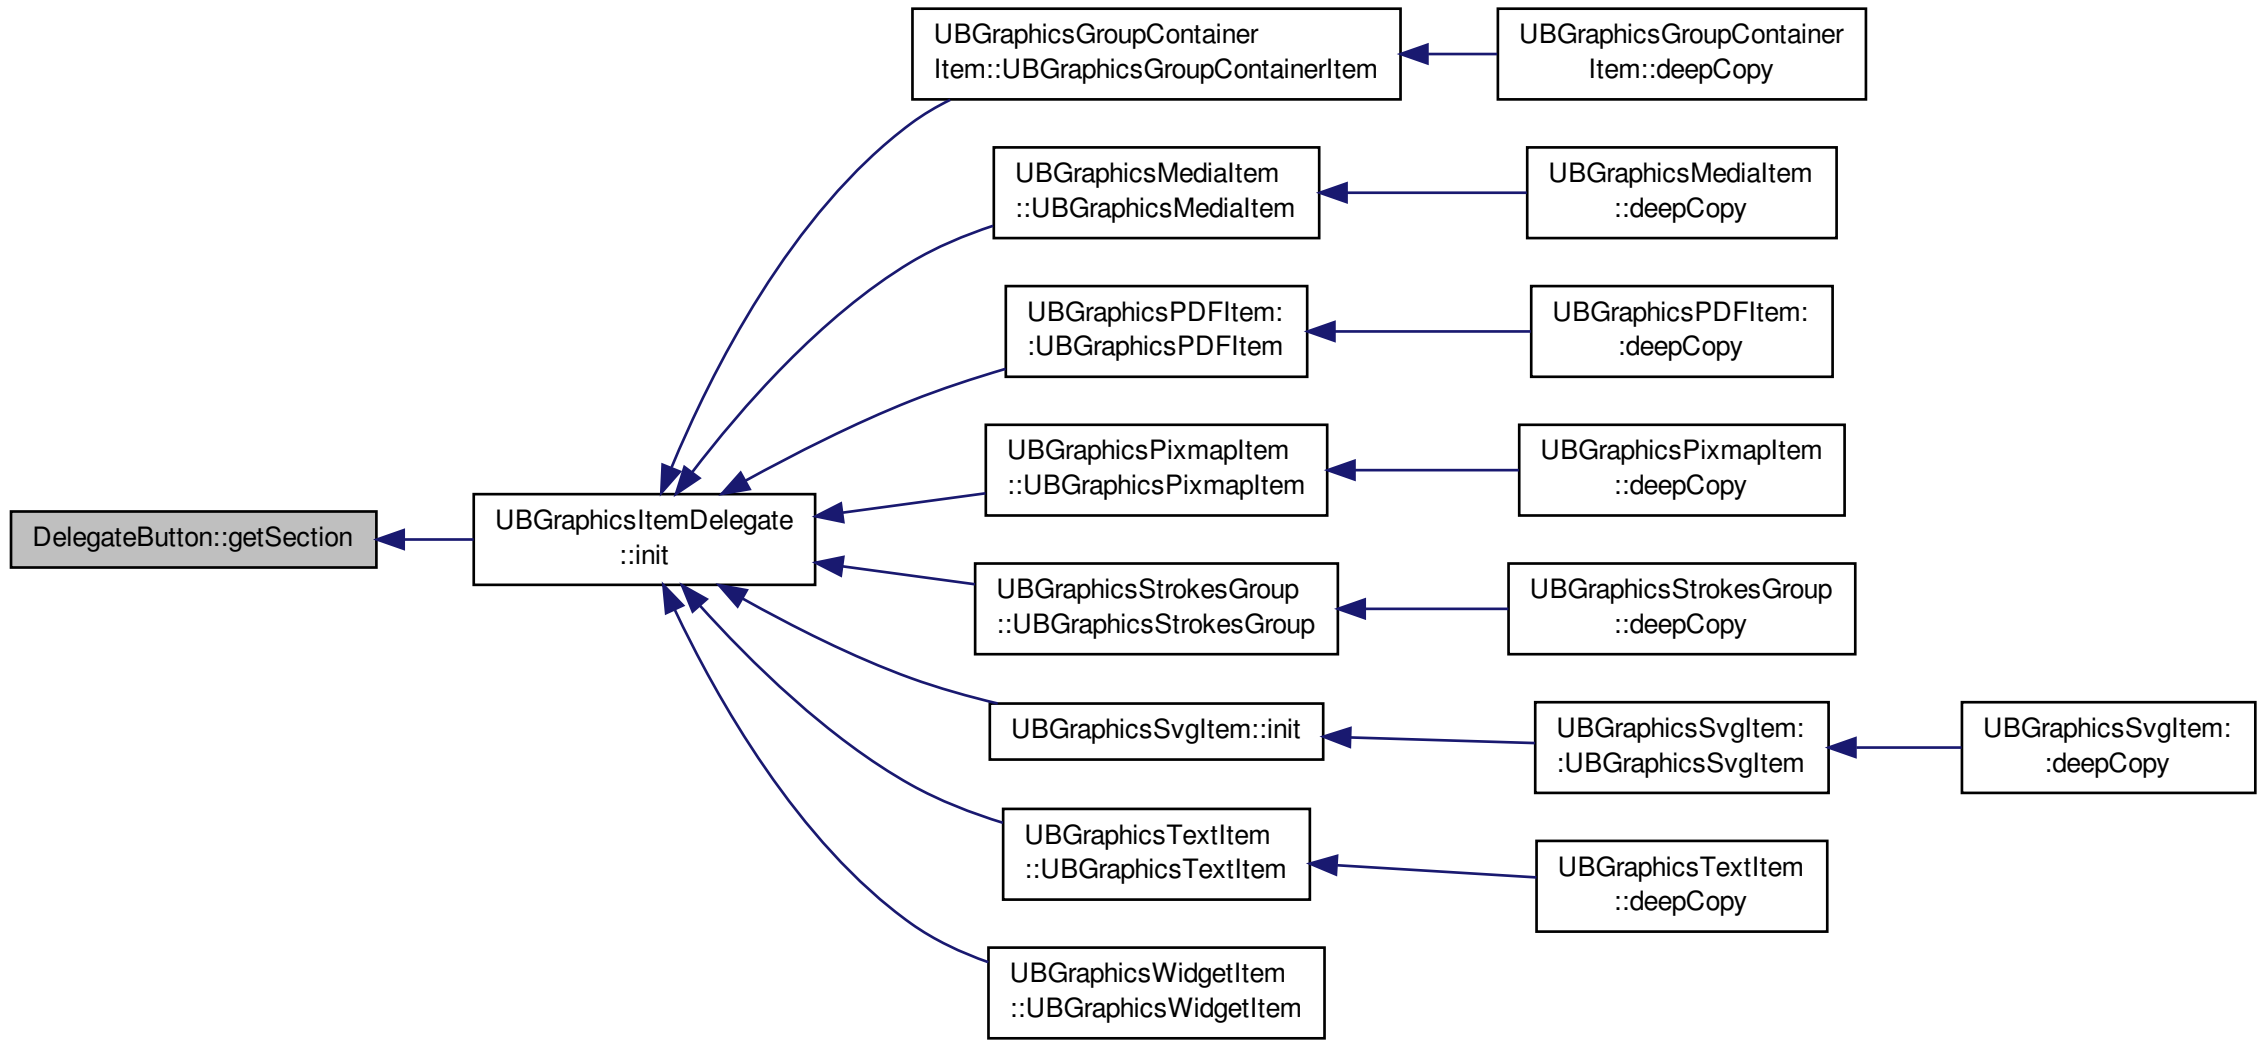 UBGraphicsGroupContainer
Item::UBGraphicsGroupContainerItem
UBGraphicsGroupContainer
Item::deepCopy
UBGraphicsMediaItem
::UBGraphicsMediaItem
UBGraphicsMediaItem
::deepCopy
UBGraphicsPDFItem:
:UBGraphicsPDFItem
UBGraphicsPDFItem:
:deepCopy
UBGraphicsPixmapItem
::UBGraphicsPixmapItem
UBGraphicsPixmapItem
::deepCopy
DelegateButton::getSection
UBGraphicsItemDelegate
::init
UBGraphicsStrokesGroup
::UBGraphicsStrokesGroup
UBGraphicsStrokesGroup
::deepCopy
UBGraphicsSvgItem::init
UBGraphicsSvgItem:
:UBGraphicsSvgItem
UBGraphicsSvgItem:
:deepCopy
UBGraphicsTextItem
::UBGraphicsTextItem
UBGraphicsTextItem
::deepCopy
UBGraphicsWidgetItem
::UBGraphicsWidgetItem